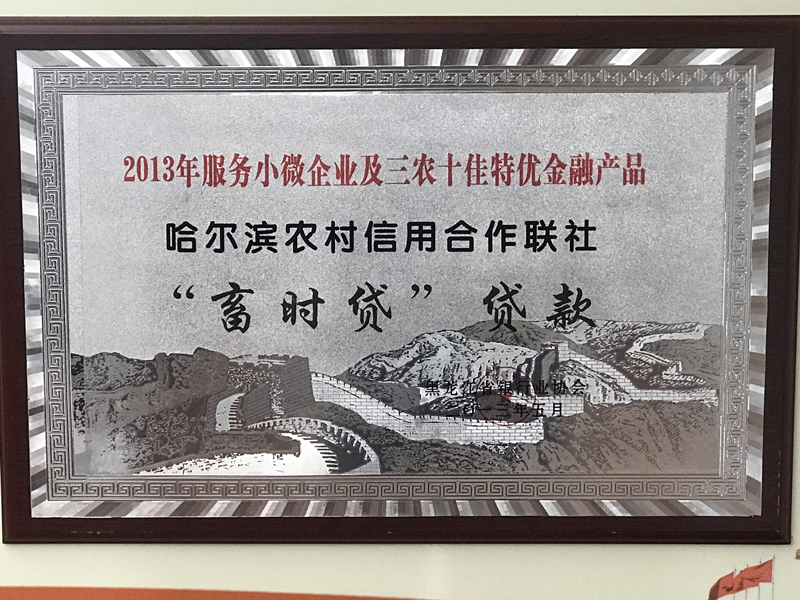 2013年服务小微企业及三农十佳特优金融产品
哈尔滨农村信用合作联社
“畜时贷”贷款
黑龙江省银行业协会
二〇一三年五月